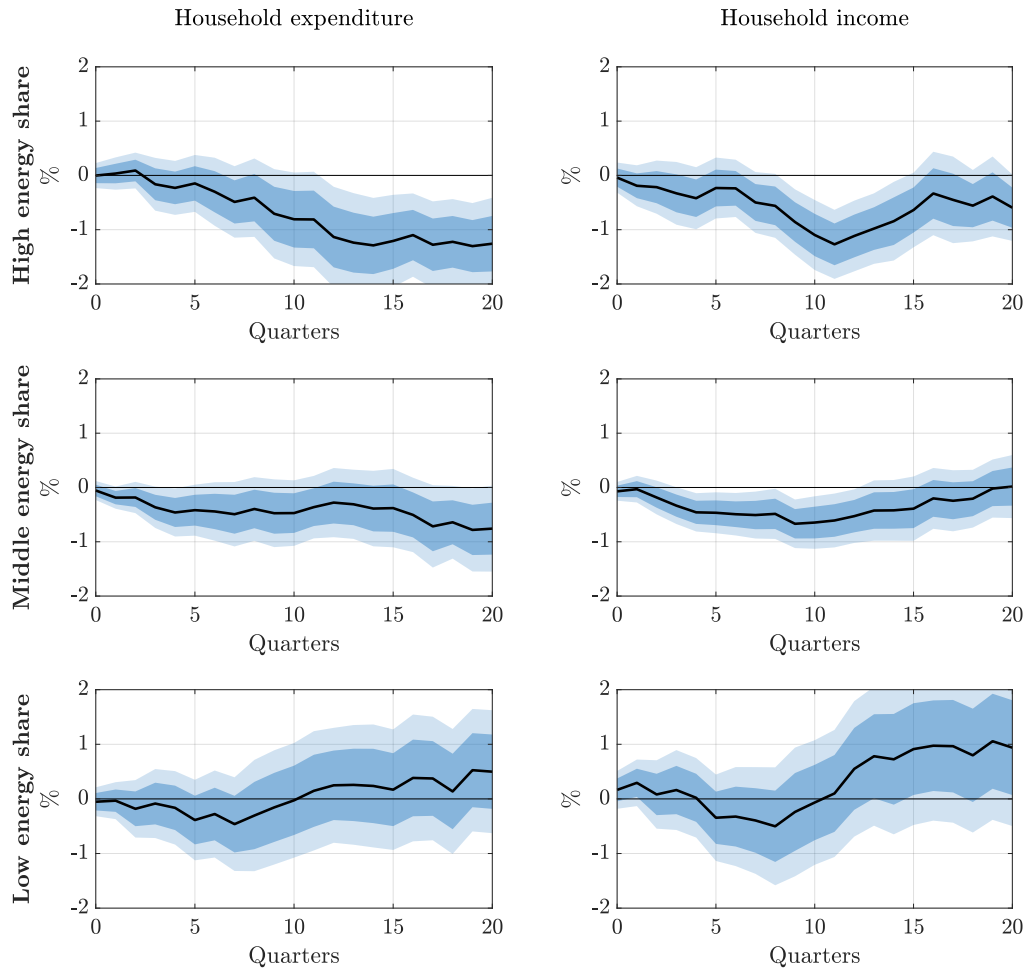 Household expenditure
Household income
High energy share
%
2
1
0
-1
-2
0 5 10 15 20
Quarters
%
2
1
0
-1
-2
0 5 10 15 20
Quarters
Middle energy share
%
2
1
0
-1
-2
0 5 10 15 20
Quarters
%
2
1
0
-1
-2
0 5 10 15 20
Quarters
Low energy share
%
2
1
0
-1
-2
0 5 10 15 20
Quarters
%
2
1
0
-1
-2
0 5 10 15 20
Quarters